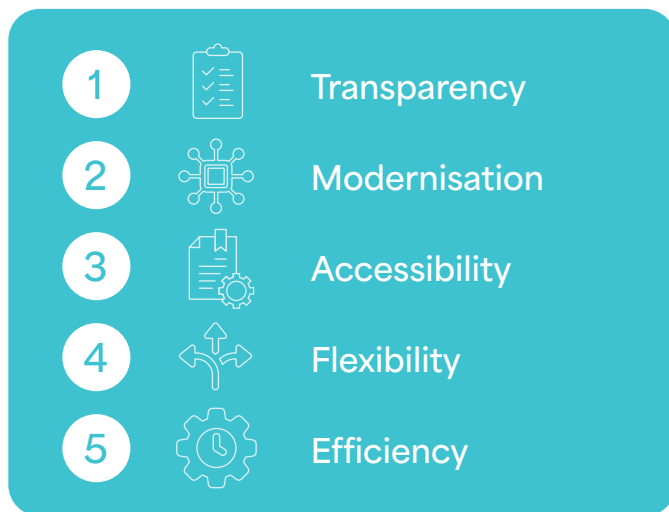 1 Transparency
2 Modernisation
3 Accessibility
4 Flexibility
5 Efficiency